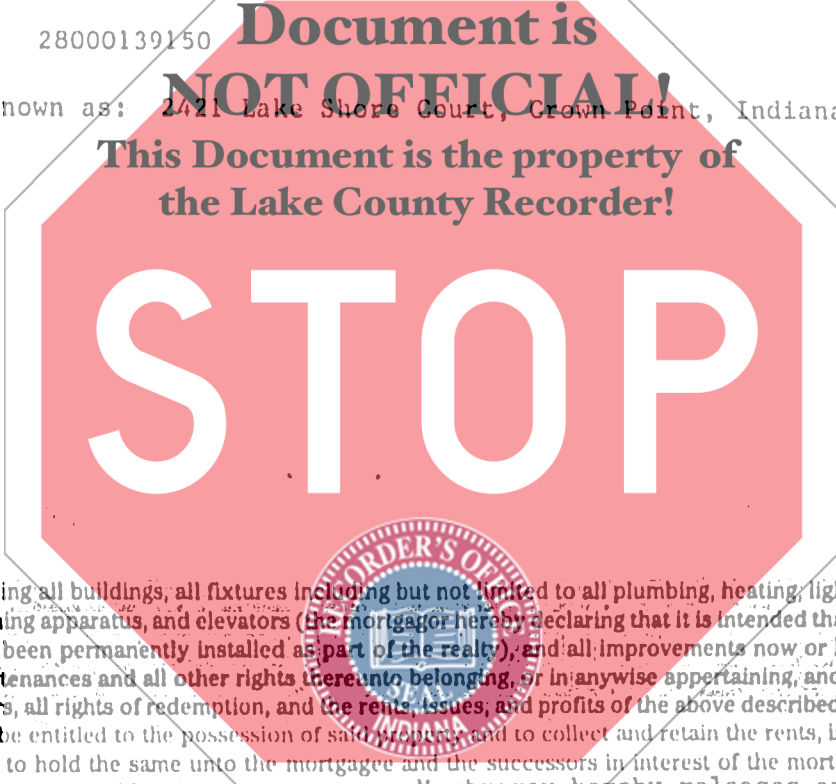 Document is
28000139150
NOT OFFICIAL!
nown as: 2421 Lake Shore Court, Crown Point, Indiana
This Document is the property of
the Lake County Recorder!
STOP
RECORDER'S OFFICE
SEAL
INDIANA
ing all buildings, all fixtures including but not limited to all plumbing, heating, lig
ing apparatus, and elevators (the mortgagor hereby declaring that it is intended tha
been permanently installed as part of the realty), and all improvements now or
tenances and all other rights thereunto belonging, or in anywise appertaining, and
s, all rights of redemption, and the rents, issues, and profits of the above described
be entitled to the possession of said property and to collect and retain the rents, i
to hold the same unto the mortgagee and the successors in interest of the mor